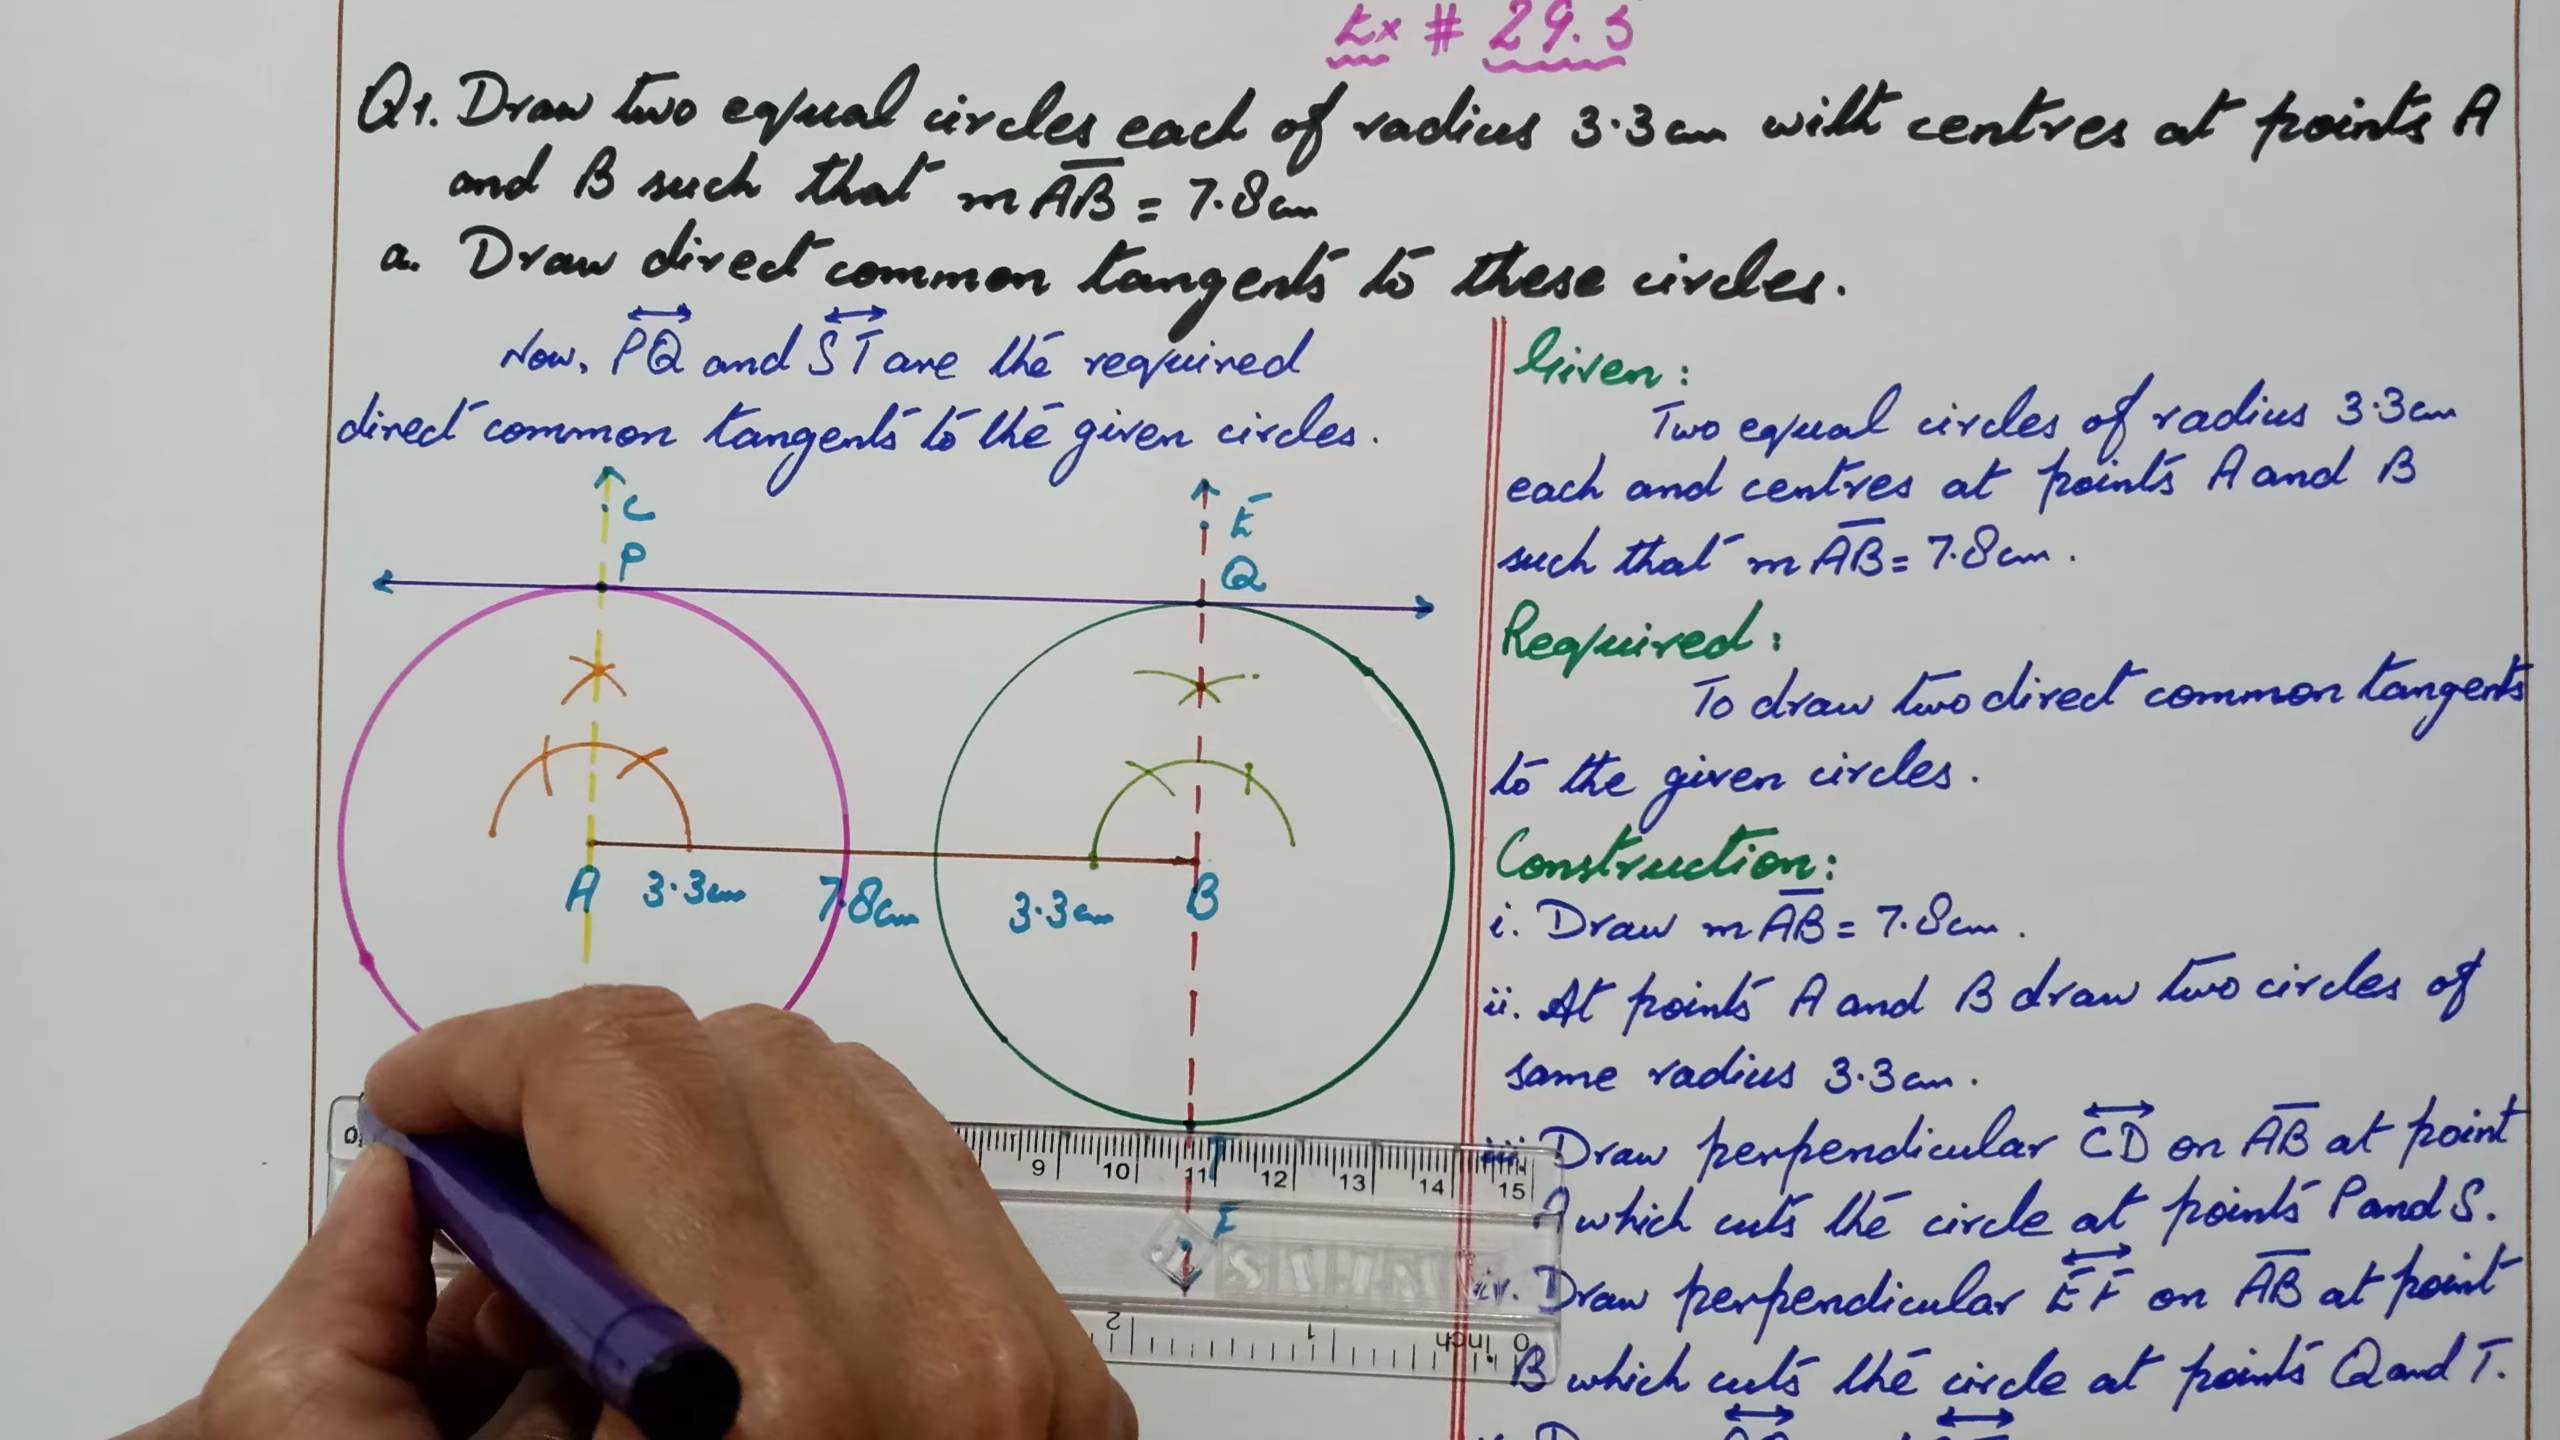 Ex # 29.5
Q1. Draw two equal circles each of radius 3.3cm with centres at points A
and B such that mAB = 7.8cm
a. Draw direct common tangents to these circles.
Now, PQ and ST are the required
direct common tangents to the given circles.
C
P
E
Q
A 3.3cm 7.8cm 3.3cm B
T
F
0 9 10 11 12 13 14 15
2 1 0 inch
Given:
Two equal circles of radius 3.3cm
each and centres at points A and B
such that mAB = 7.8cm.
Required:
To draw two direct common tangents
to the given circles.
Construction:
i. Draw mAB = 7.8cm.
ii. At points A and B draw two circles of
same radius 3.3cm.
iii. Draw perpendicular CD on AB at point
A which cuts the circle at points P and S.
iv. Draw perpendicular EF on AB at point
B which cuts the circle at points Q and T.